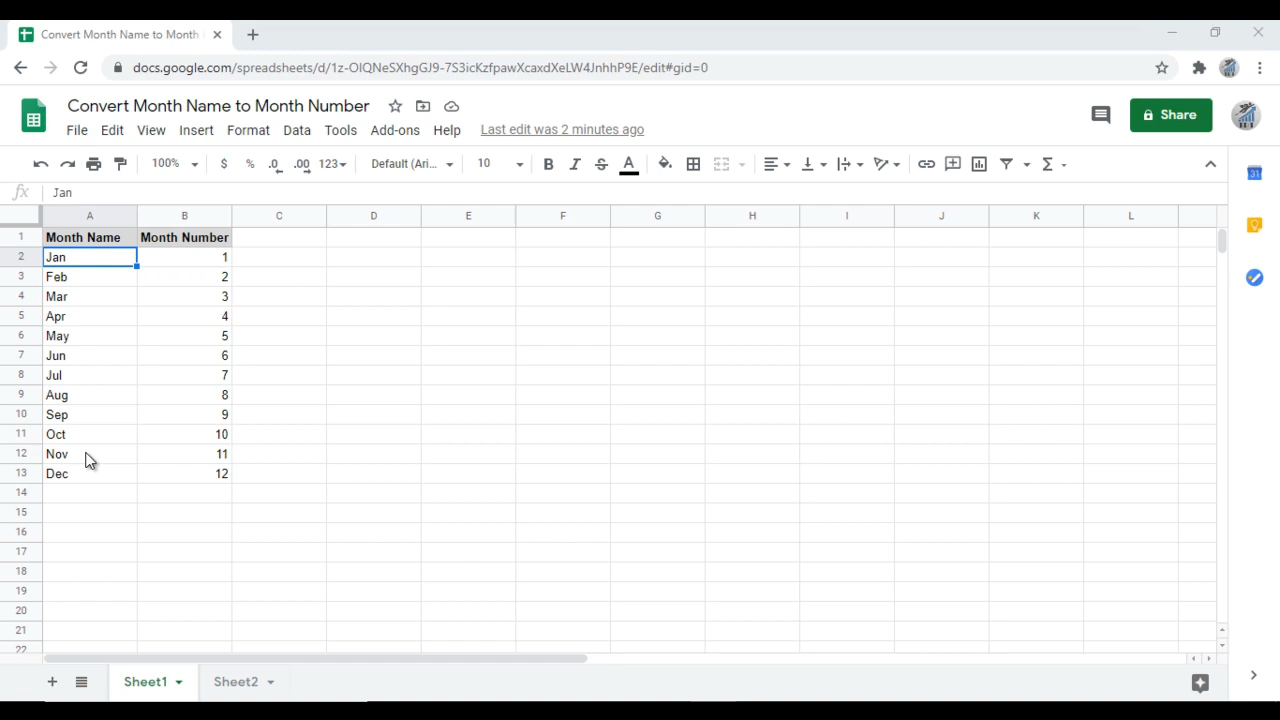 Convert Month Name to Month
docs.google.com/spreadsheets/d/1z-OIQNeSXhgGJ9-7S3icKzfpawXcaxdXeLW4JnhhP9E/edit#gid=0
Convert Month Name to Month Number
File Edit View Insert Format Data Tools Add-ons Help Last edit was 2 minutes ago
Share
100% $ % .0 .00 123 Default (Ari... 10 B I S A
31
fx Jan
A B C D E F G H I J K L
1 Month Name Month Number
2 Jan 1
3 Feb 2
4 Mar 3
5 Apr 4
6 May 5
7 Jun 6
8 Jul 7
9 Aug 8
10 Sep 9
11 Oct 10
12 Nov 11
13 Dec 12
14
15
16
17
18
19
20
21
22
Sheet1 Sheet2